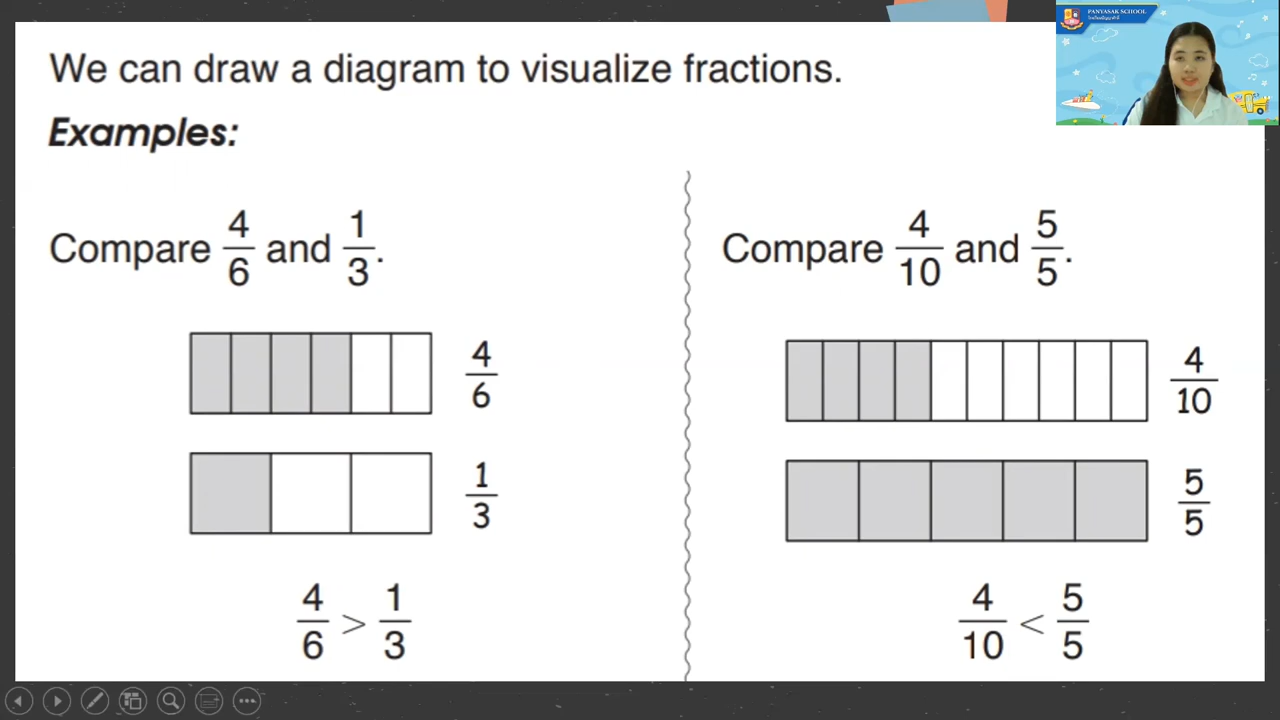 PANYASAK SCHOOL
We can draw a diagram to visualize fractions.
Examples:
Compare 4/6 and 1/3.
4/6
1/3
4/6 > 1/3
Compare 4/10 and 5/5.
4/10
5/5
4/10 < 5/5